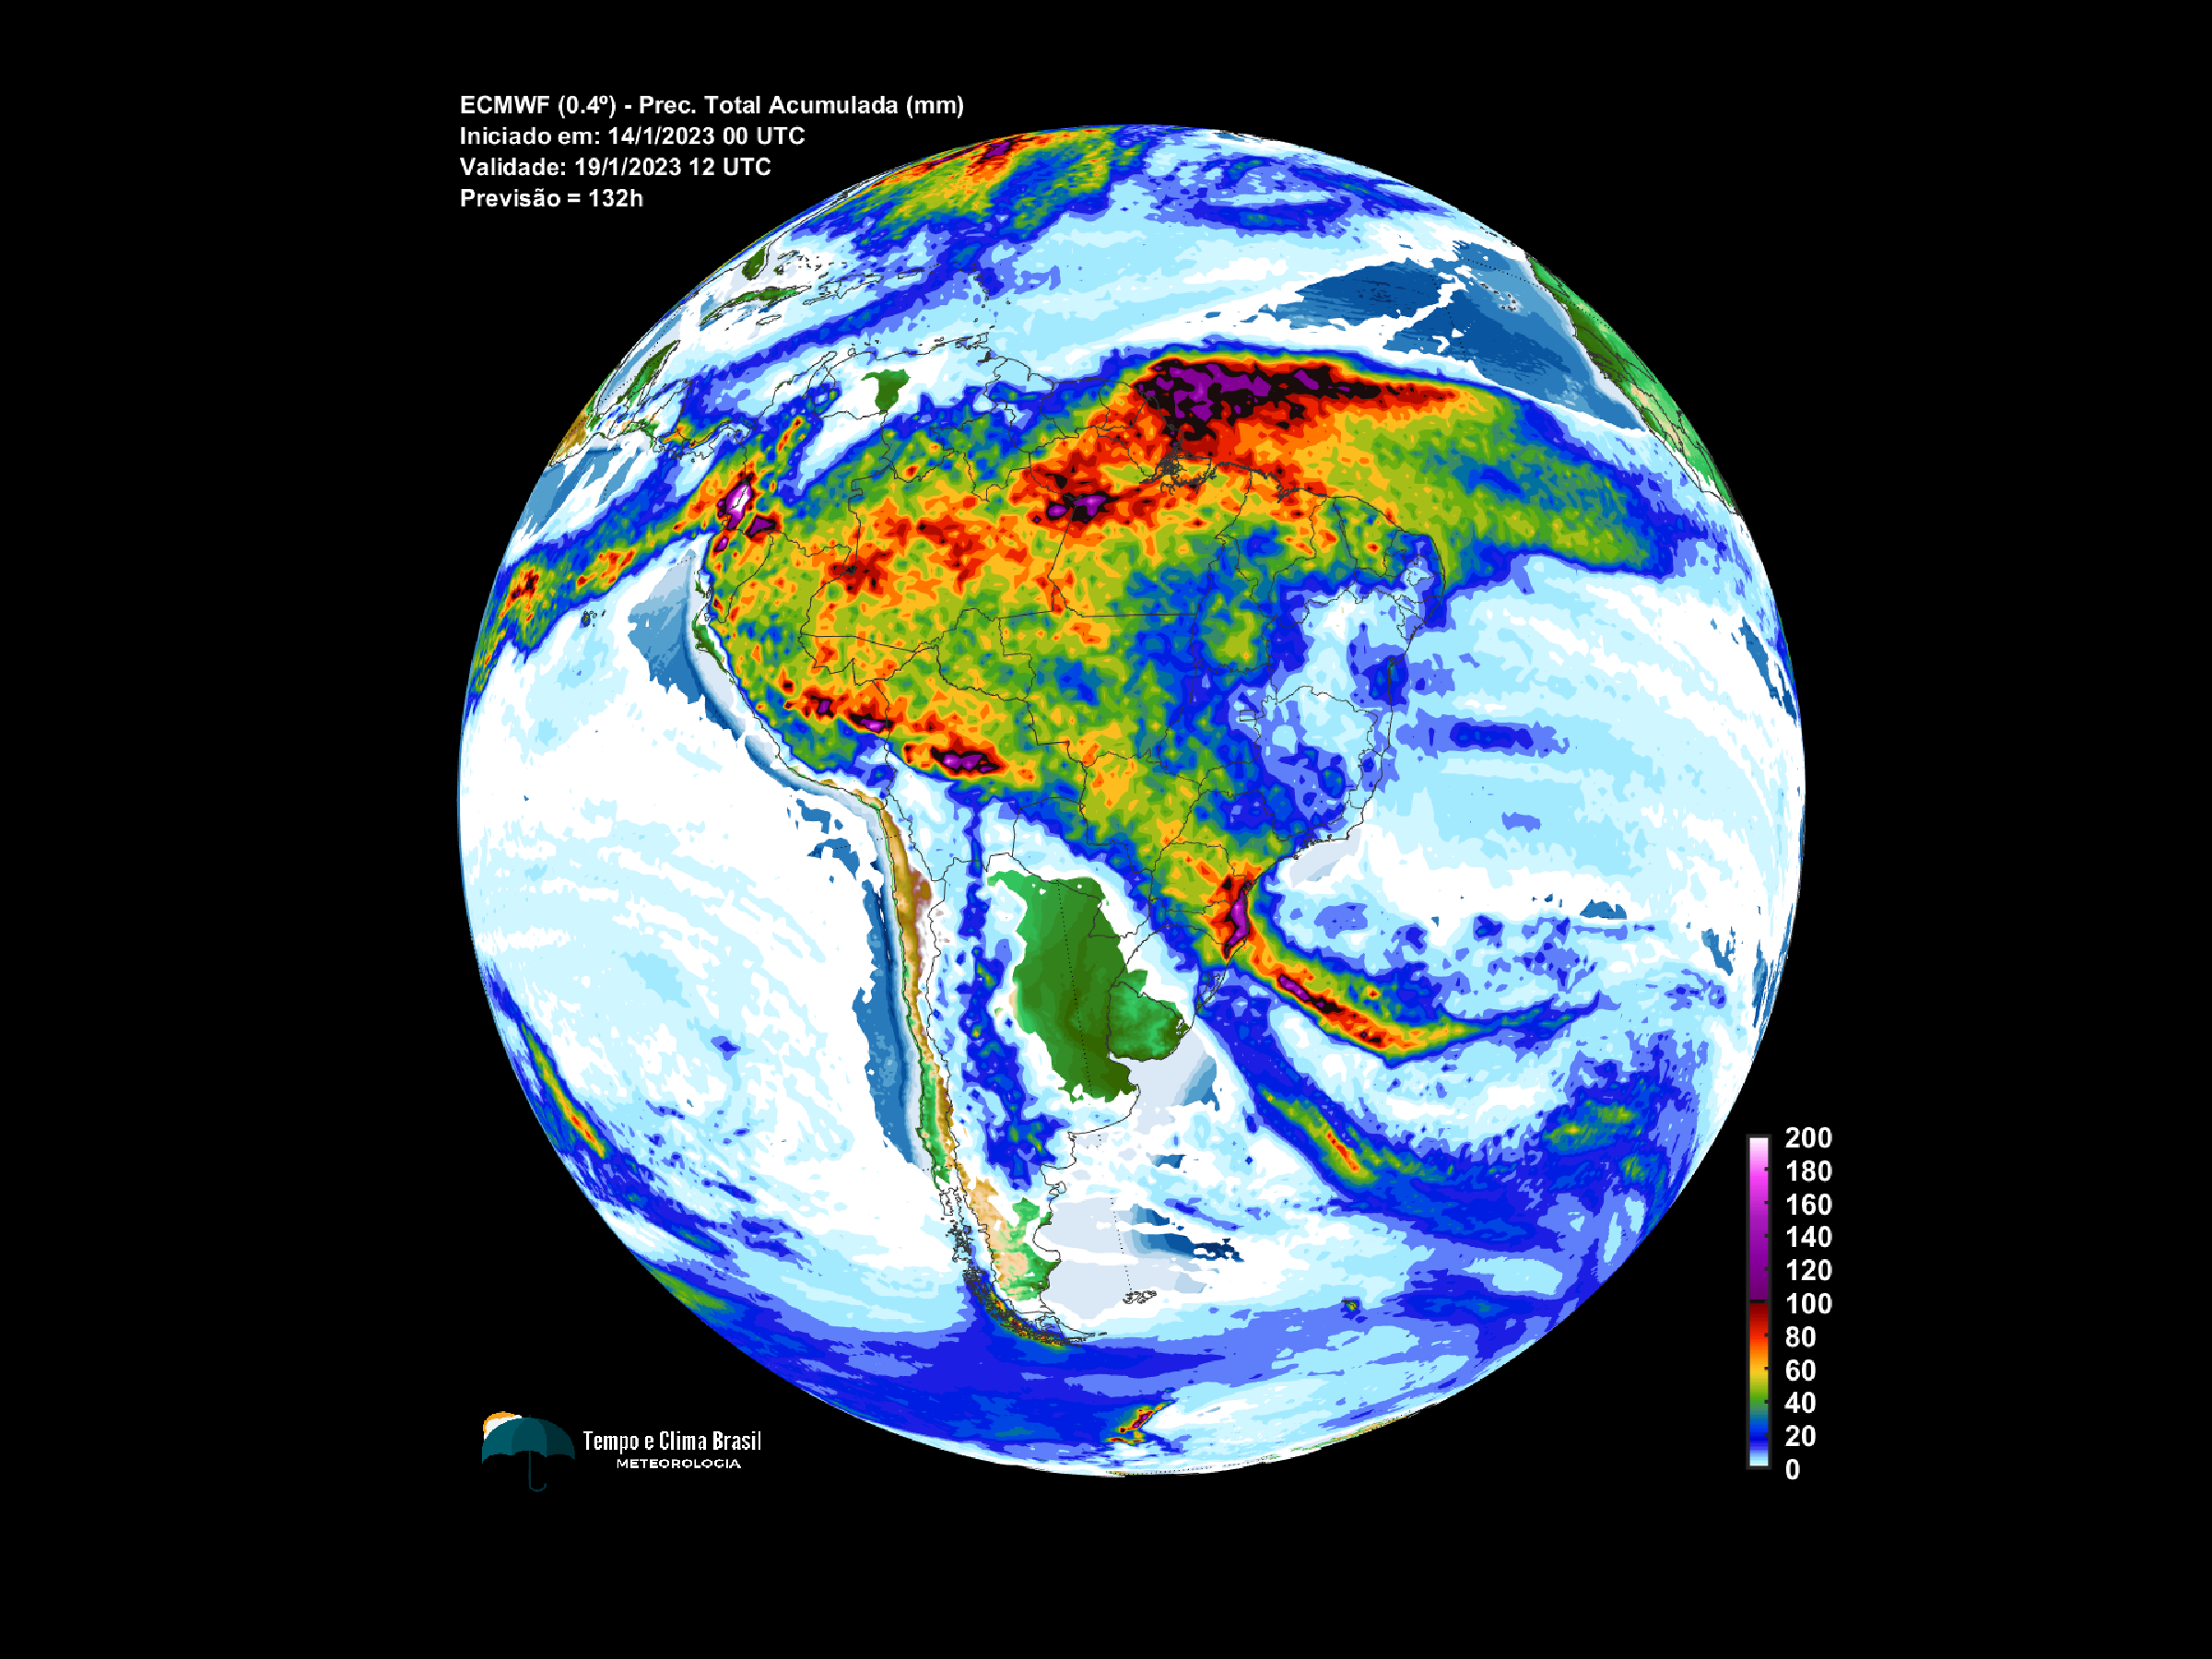 ECMWF (0.4º) - Prec. Total Acumulada (mm)
Iniciado em: 14/1/2023 00 UTC
Validade: 19/1/2023 12 UTC
Previsão = 132h
200
180
160
140
120
100
80
60
40
20
0
Tempo e Clima Brasil
METEOROLOGIA